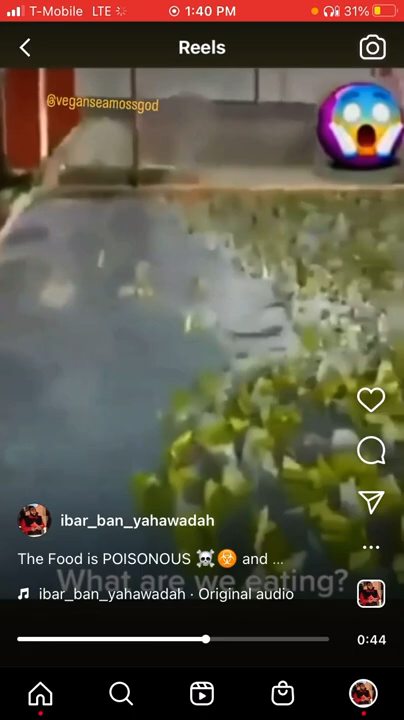 T-Mobile LTE 1:40 PM 31%
Reels
@veganseamossgod
ibar_ban_yahawadah
The Food is POISONOUS ☠️☣️ and ...
What are we eating?
ibar_ban_yahawadah · Original audio
0:44